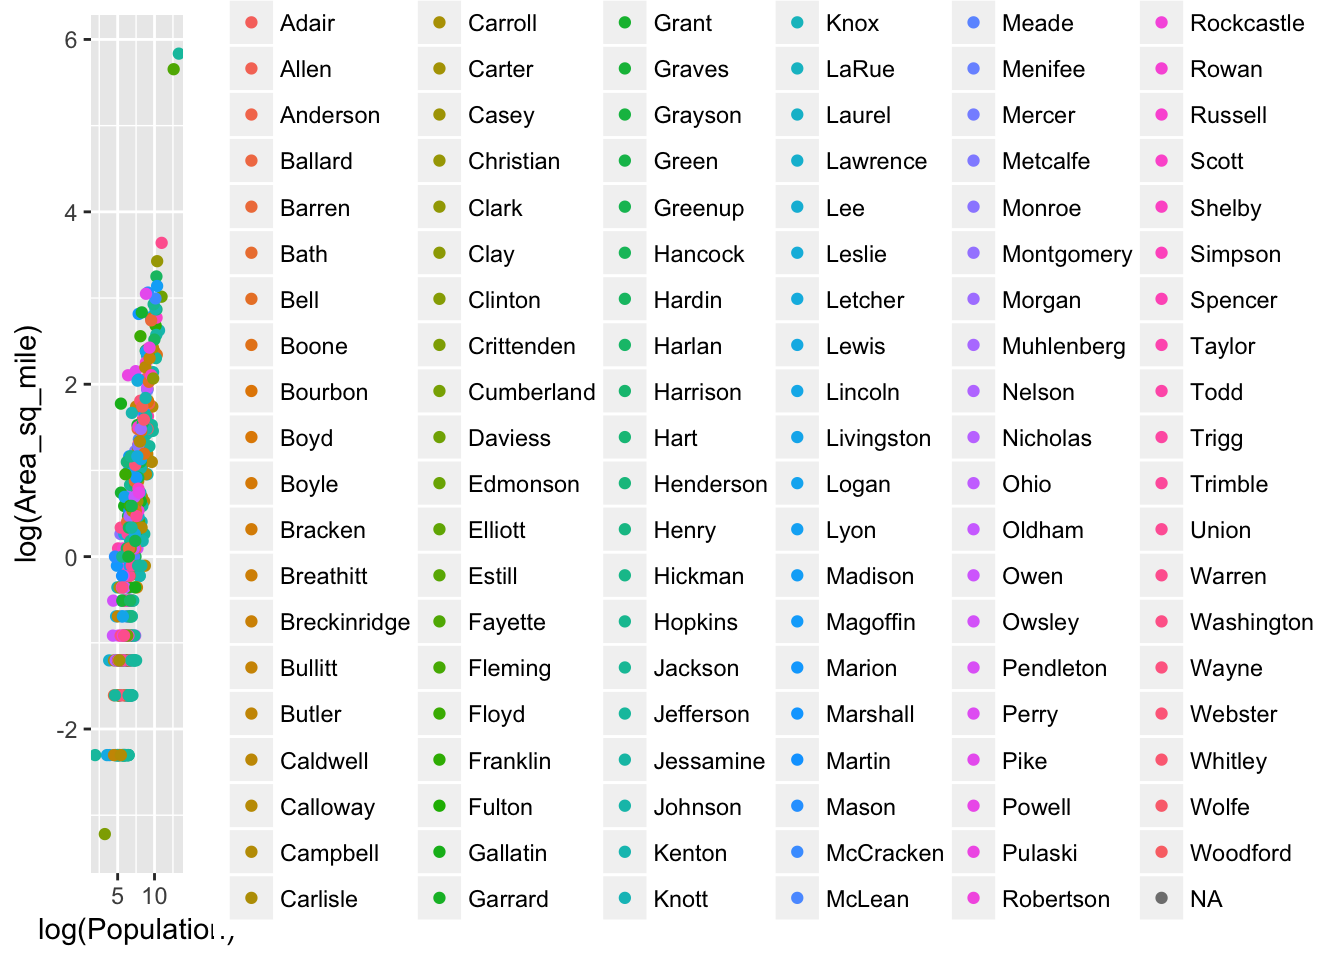 6
4
2
0
-2
5 10
log(Area_sq_mile)
log(Population)
Adair
Allen
Anderson
Ballard
Barren
Bath
Bell
Boone
Bourbon
Boyd
Boyle
Bracken
Breathitt
Breckinridge
Bullitt
Butler
Caldwell
Calloway
Campbell
Carlisle
Carroll
Carter
Casey
Christian
Clark
Clay
Clinton
Crittenden
Cumberland
Daviess
Edmonson
Elliott
Estill
Fayette
Fleming
Floyd
Franklin
Fulton
Gallatin
Garrard
Grant
Graves
Grayson
Green
Greenup
Hancock
Hardin
Harlan
Harrison
Hart
Henderson
Henry
Hickman
Hopkins
Jackson
Jefferson
Jessamine
Johnson
Kenton
Knott
Knox
LaRue
Laurel
Lawrence
Lee
Leslie
Letcher
Lewis
Lincoln
Livingston
Logan
Lyon
Madison
Magoffin
Marion
Marshall
Martin
Mason
McCracken
McLean
Meade
Menifee
Mercer
Metcalfe
Monroe
Montgomery
Morgan
Muhlenberg
Nelson
Nicholas
Ohio
Oldham
Owen
Owsley
Pendleton
Perry
Pike
Powell
Pulaski
Robertson
Rockcastle
Rowan
Russell
Scott
Shelby
Simpson
Spencer
Taylor
Todd
Trigg
Trimble
Union
Warren
Washington
Wayne
Webster
Whitley
Wolfe
Woodford
NA